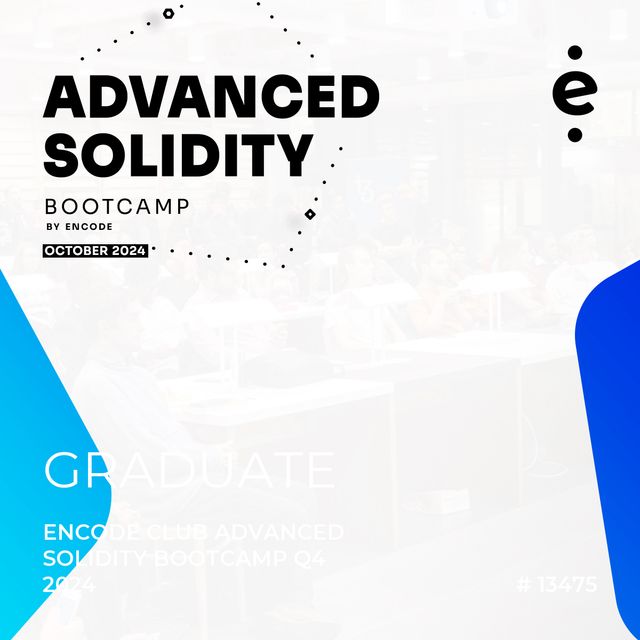 ADVANCED
SOLIDITY
BOOTCAMP
BY ENCODE
OCTOBER 2024
e
GRADUATE
ENCODE CLUB ADVANCED
SOLIDITY BOOTCAMP Q4
2024
# 13475